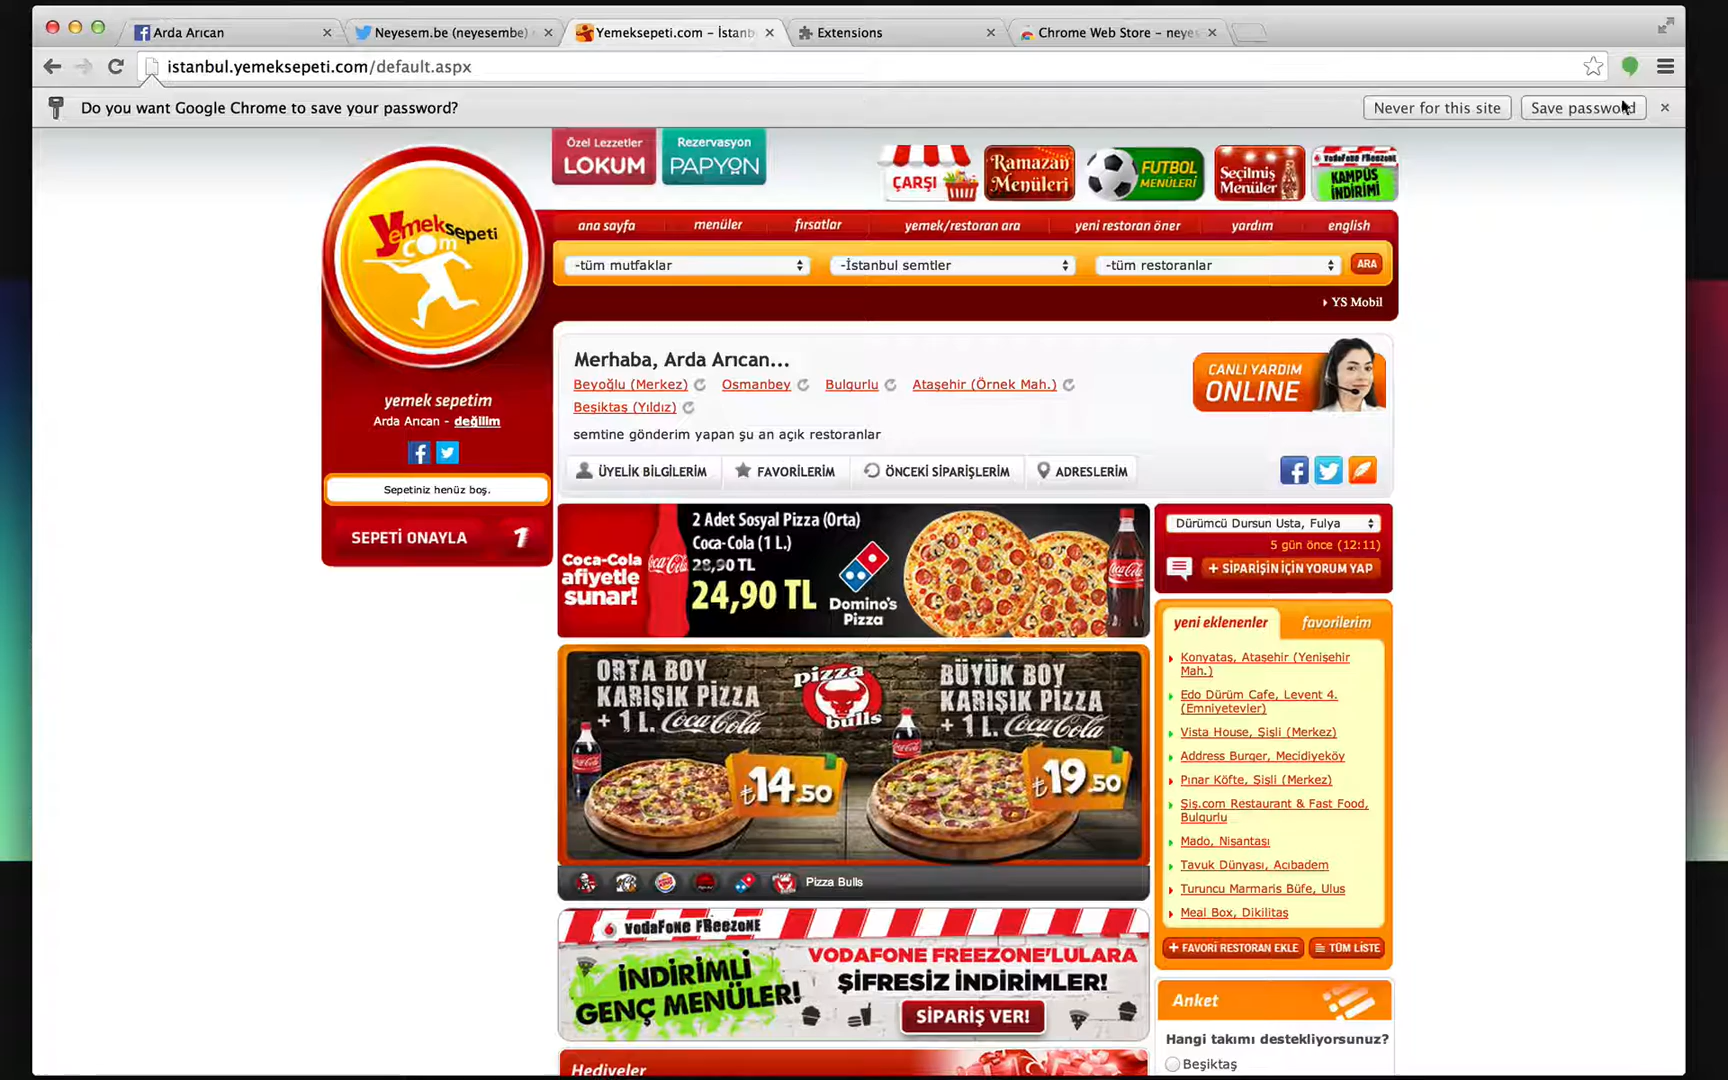 Arda Arıcan
Neyesem.be (neyesembe)
Yemeksepeti.com – İstanb
Extensions
Chrome Web Store – neyes
istanbul.yemeksepeti.com/default.aspx
Do you want Google Chrome to save your password?
Never for this site
Save password
Özel Lezzetler
LOKUM
Rezervasyon
PAPYON
ÇARŞI
Ramazan
Menüleri
FUTBOL
MENÜLERİ
Seçilmiş
Menüler
Vodafone FReezone
KAMPÜS
İNDİRİMİ
yemeksepeti
com
ana sayfa
menüler
fırsatlar
yemek/restoran ara
yeni restoran öner
yardım
english
-tüm mutfaklar
-İstanbul semtler
-tüm restoranlar
ARA
YS Mobil
Merhaba, Arda Arıcan...
Beyoğlu (Merkez)
Osmanbey
Bulgurlu
Ataşehir (Örnek Mah.)
Beşiktaş (Yıldız)
semtine gönderim yapan şu an açık restoranlar
CANLI YARDIM
ONLINE
yemek sepetim
Arda Arıcan - değilim
Sepetiniz henüz boş.
SEPETİ ONAYLA
ÜYELİK BİLGİLERİM
FAVORİLERİM
ÖNCEKİ SİPARİŞLERİM
ADRESLERİM
Coca-Cola
afiyetle
sunar!
Coca-Cola
2 Adet Sosyal Pizza (Orta)
Coca-Cola (1 L.)
28,90 TL
24,90 TL
Domino's
Pizza
Coca-Cola
Dürümcü Dursun Usta, Fulya
5 gün önce (12:11)
+ SİPARİŞİN İÇİN YORUM YAP
ORTA BOY
KARIŞIK PİZZA
+ 1 L. Coca-Cola
₺14.50
pizza
bulls
BÜYÜK BOY
KARIŞIK PİZZA
+ 1 L. Coca-Cola
₺19.50
Pizza Bulls
yeni eklenenler
favorilerim
Konyatas, Ataşehir (Yenişehir
Mah.)
Edo Dürüm Cafe, Levent 4.
(Emniyetevler)
Vista House, Şişli (Merkez)
Address Burger, Mecidiyeköy
Pınar Köfte, Şişli (Merkez)
Şiş.com Restaurant & Fast Food,
Bulgurlu
Mado, Nişantaşı
Tavuk Dünyası, Acıbadem
Turuncu Marmaris Büfe, Ulus
Meal Box, Dikilitaş
+ FAVORİ RESTORAN EKLE
TÜM LİSTE
Vodafone FReezone
İNDİRİMLİ
GENÇ MENÜLER!
VODAFONE FREEZONE'LULARA
ŞİFRESİZ İNDİRİMLER!
SİPARİŞ VER!
Anket
Hangi takımı destekliyorsunuz?
Beşiktaş
Hediyeler